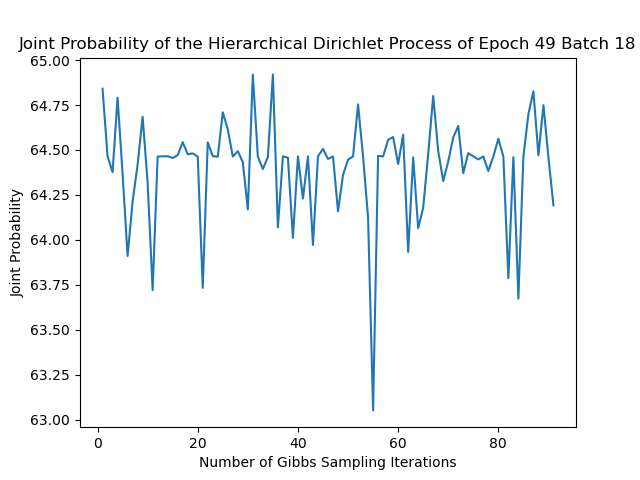 Joint Probability of the Hierarchical Dirichlet Process of Epoch 49 Batch 18
65.00
64.75
64.50
64.25
64.00
63.75
63.50
63.25
63.00
Joint Probability
0 20 40 60 80
Number of Gibbs Sampling Iterations